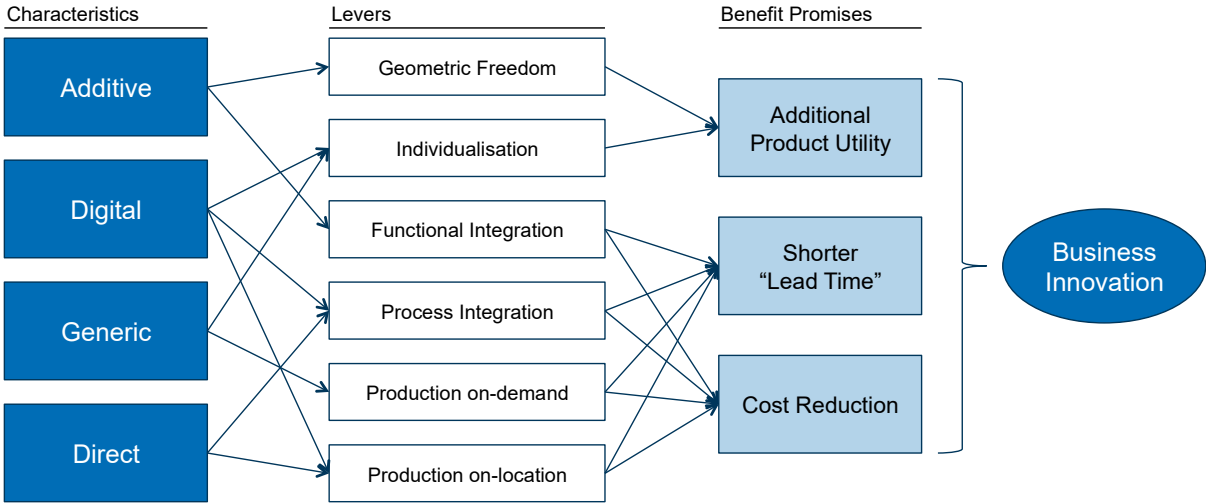 Characteristics
Levers
Benefit Promises
Additive
Digital
Generic
Direct
Geometric Freedom
Individualisation
Functional Integration
Process Integration
Production on-demand
Production on-location
Additional
Product Utility
Shorter
“Lead Time”
Cost Reduction
Business
Innovation